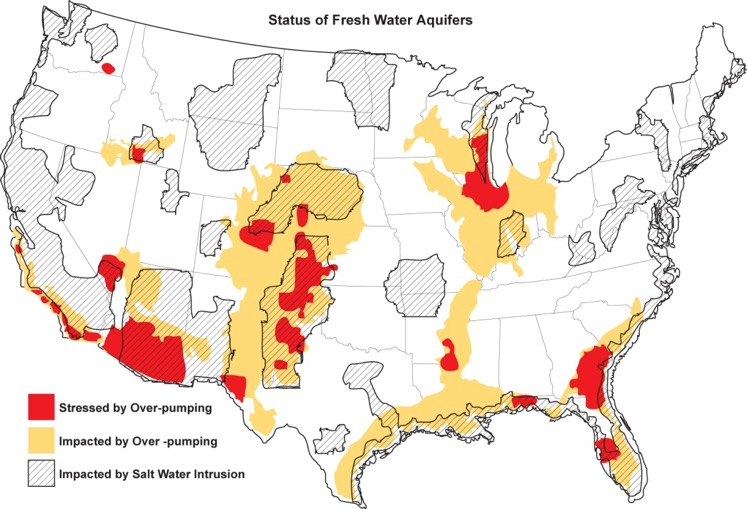 Status of Fresh Water Aquifers
Stressed by Over-pumping
Impacted by Over -pumping
Impacted by Salt Water Intrusion